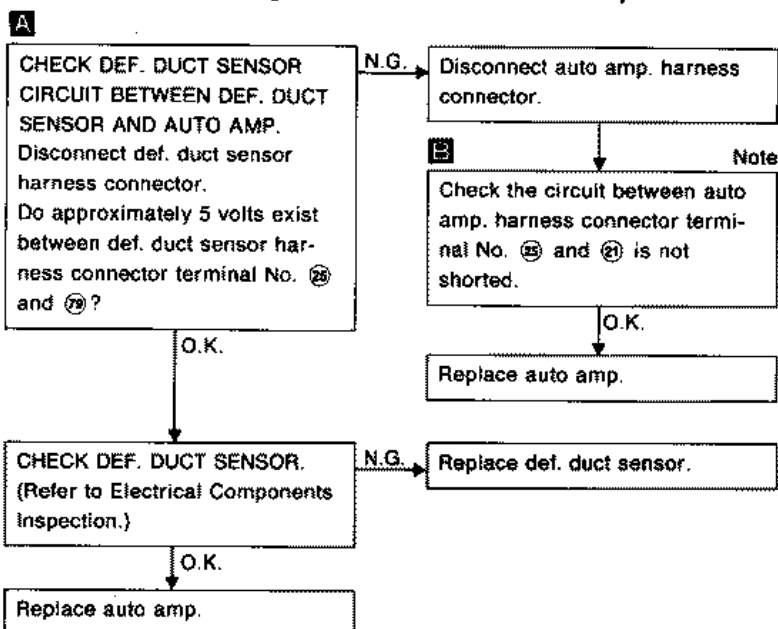 A
CHECK DEF. DUCT SENSOR
CIRCUIT BETWEEN DEF. DUCT
SENSOR AND AUTO AMP.
Disconnect def. duct sensor
harness connector.
Do approximately 5 volts exist
between def. duct sensor har-
ness connector terminal No.
and 79 ?
N.G.
Disconnect auto amp. harness
connector.
B
Note
Check the circuit between auto
amp. harness connector termi-
nal No. 25 and 21 is not
shorted.
O.K.
Replace auto amp.
O.K.
CHECK DEF. DUCT SENSOR.
(Refer to Electrical Components
Inspection.)
N.G.
Replace def. duct sensor.
O.K.
Replace auto amp.